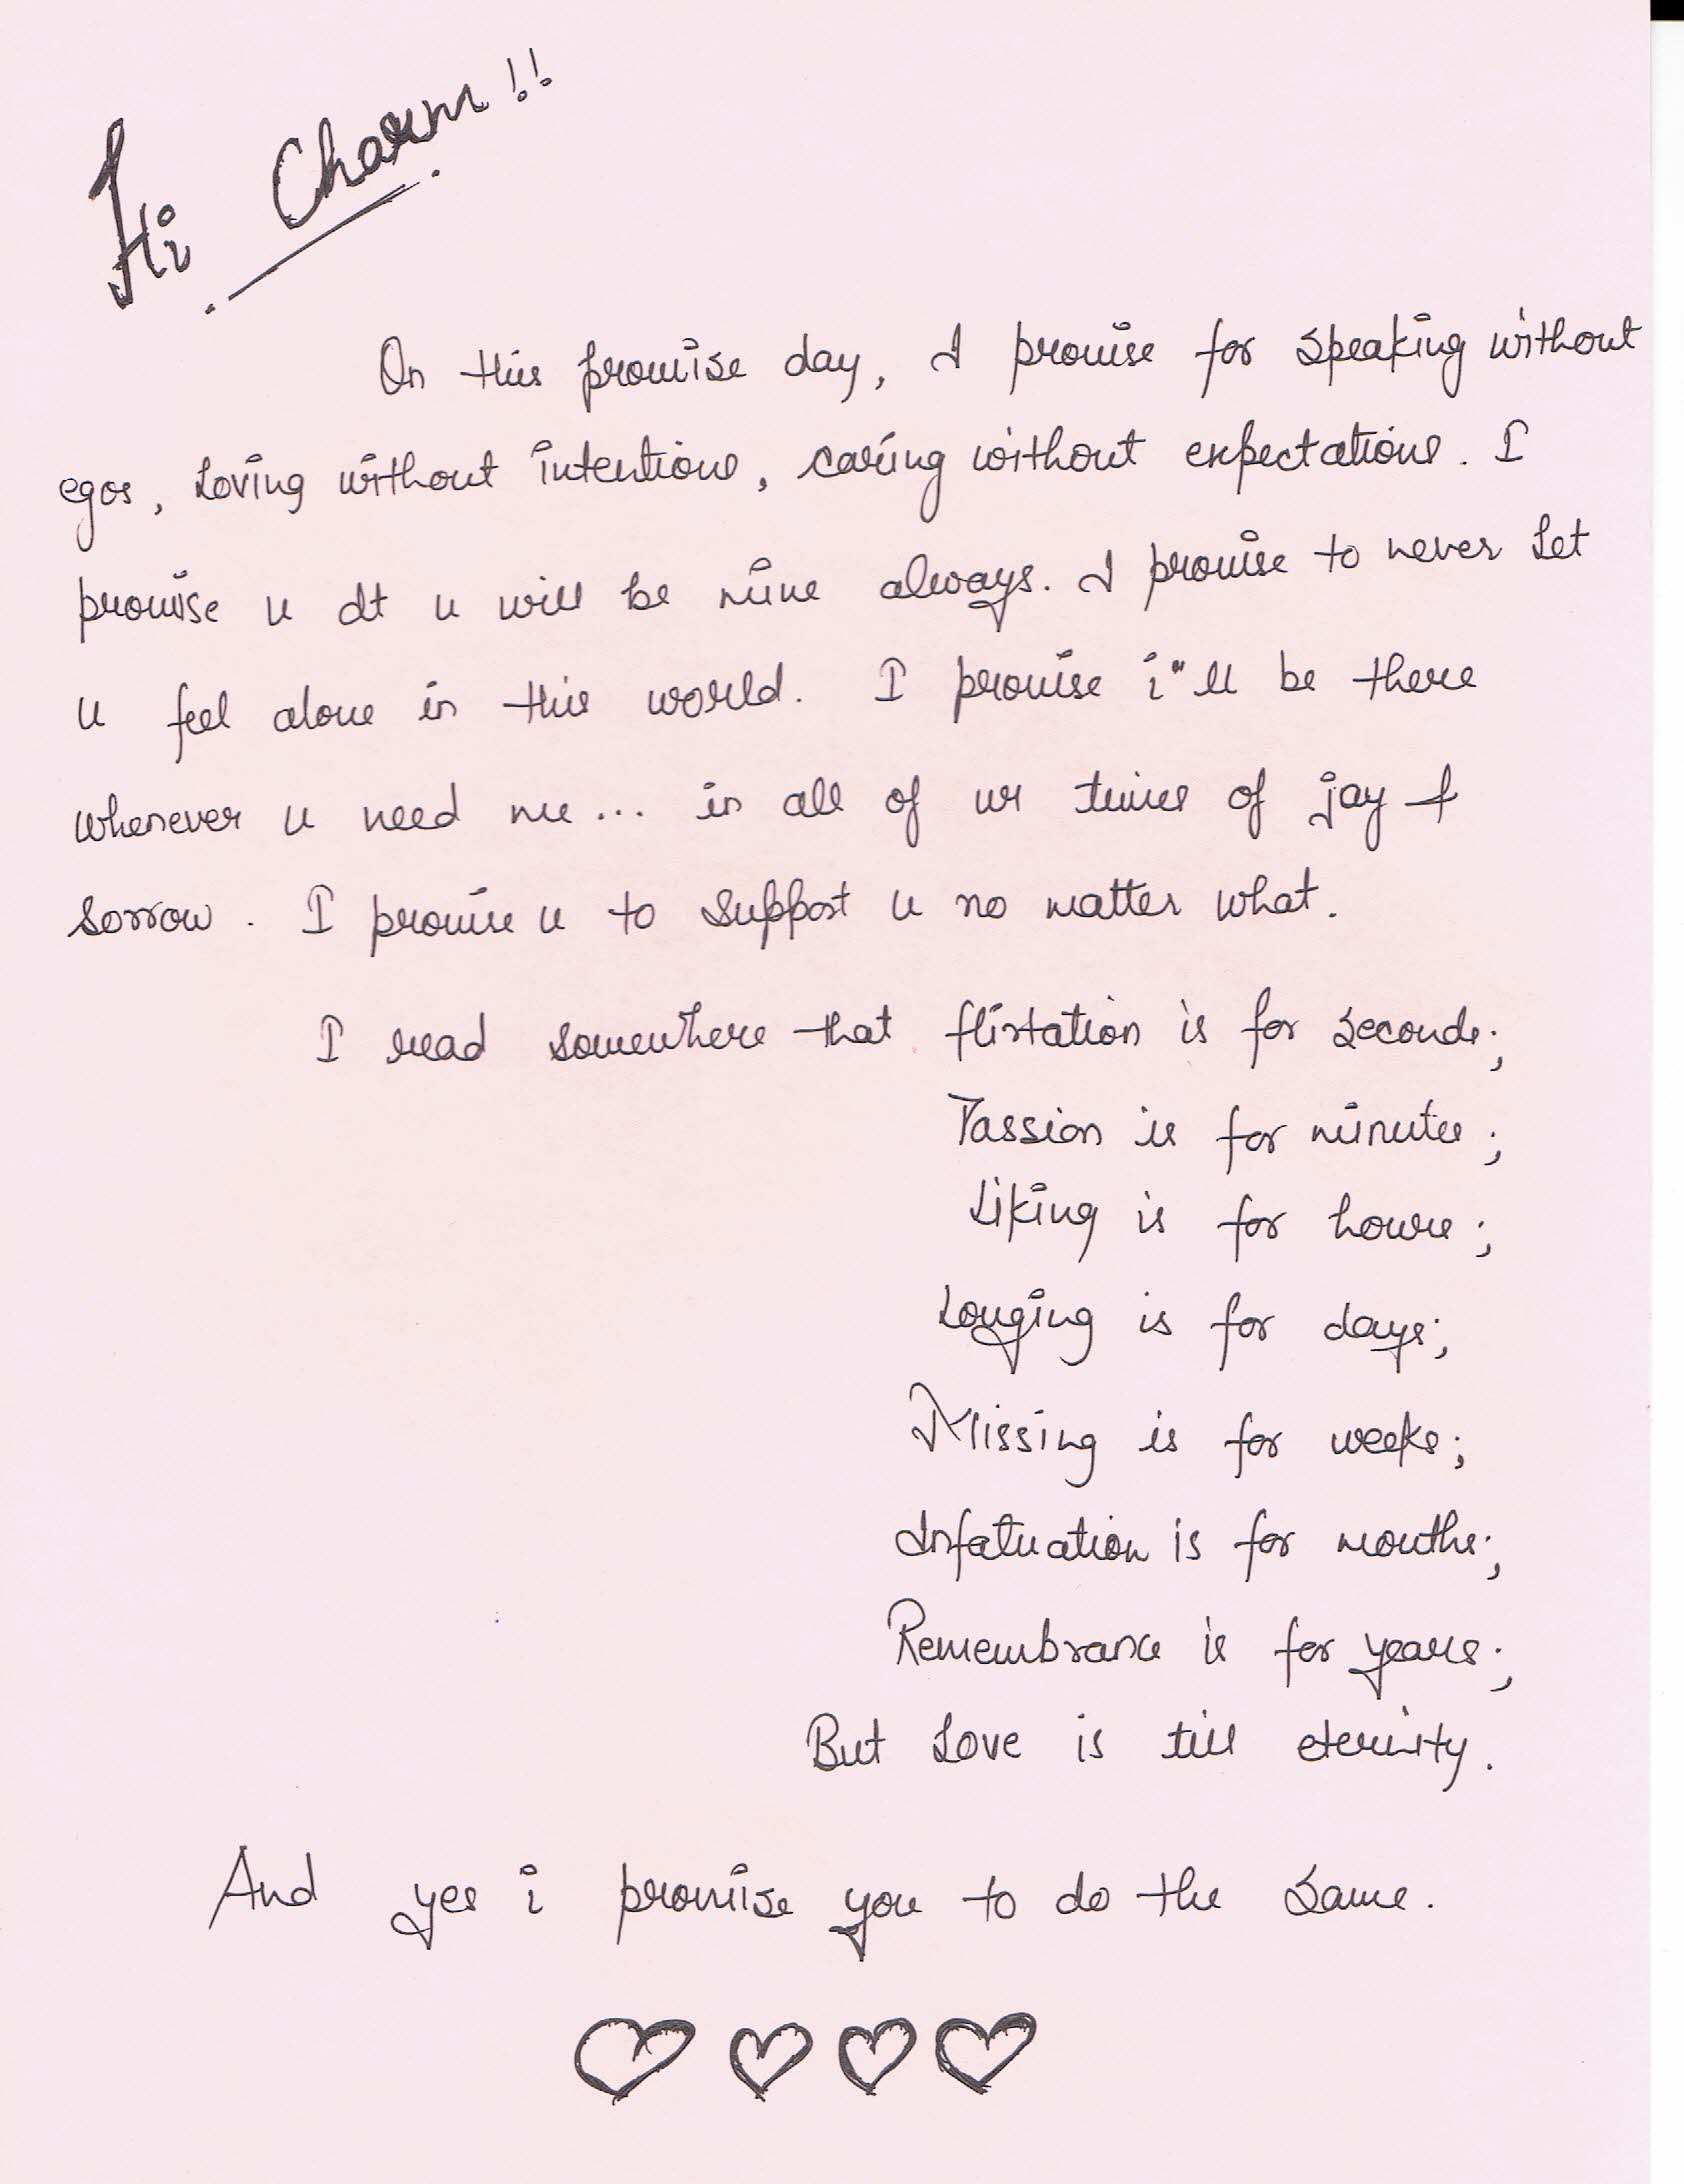 Hi Charm!!
On this promise day, I promise for speaking without
egos, Loving without intentions, caring without expectations. I
promise u dt u will be mine always. I promise to never let
u feel alone in this world. I promise i"ll be there
whenever u need me... in all of ur times of joy &
sorrow. I promise u to support u no matter what.
I read somewhere that flirtation is for seconds;
Passion is for minutes;
Liking is for hours;
Longing is for days;
Missing is for weeks;
Infatuation is for months;
Remembrance is for years;
But Love is till eternity.
And yes i promise you to do the same.